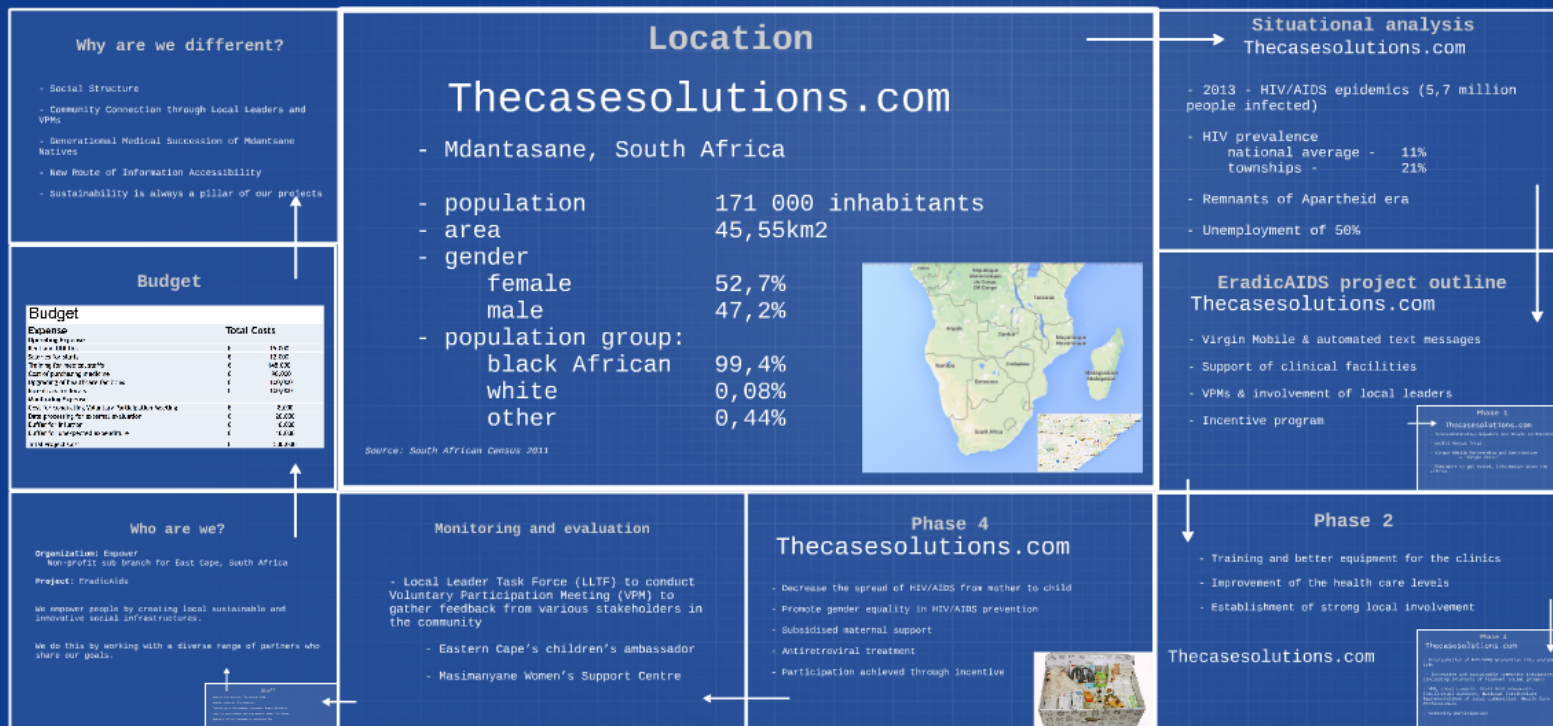 Why are we different?
- Social Structure
- Community Connection through Local Leaders and
VPMs
- Generational Medical Succession of Mdantsane
Natives
- New Route of Information Accessibility
- Sustainability is always a pillar of our projects
Location
Thecasesolutions.com
- Mdantasane, South Africa
- population 171 000 inhabitants
- area 45,55km2
- gender
female 52,7%
male 47,2%
- population group:
black African 99,4%
white 0,08%
other 0,44%
Source: South African Census 2011
Tanzania
Angola
Zambia
Namibia
Botswana
South Africa
Situational analysis
Thecasesolutions.com
- 2013 - HIV/AIDS epidemics (5,7 million
people infected)
- HIV prevalence
national average - 11%
townships - 21%
- Remnants of Apartheid era
- Unemployment of 50%
Budget
Budget
Expense Total Costs
Operating Expense
EradicAIDS project outline
Thecasesolutions.com
- Virgin Mobile & automated text messages
- Support of clinical facilities
- VPMs & involvement of local leaders
- Incentive program
Phase 1
Thecasesolutions.com
Who are we?
Organization: Empower
Non-profit sub branch for East Cape, South Africa
Project: EradicAids
We empower people by creating local sustainable and
innovative social infrastructures.
We do this by working with a diverse range of partners who
share our goals.
Staff
Monitoring and evaluation
- Local Leader Task Force (LLTF) to conduct
Voluntary Participation Meeting (VPM) to
gather feedback from various stakeholders in
the community
- Eastern Cape's children's ambassador
- Masimanyane Women's Support Centre
Phase 4
Thecasesolutions.com
- Decrease the spread of HIV/AIDS from mother to child
- Promote gender equality in HIV/AIDS prevention
- Subsidised maternal support
- Antiretroviral treatment
- Participation achieved through incentive
Phase 2
- Training and better equipment for the clinics
- Improvement of the health care levels
- Establishment of strong local involvement
Thecasesolutions.com
Phase 3
Thecasesolutions.com